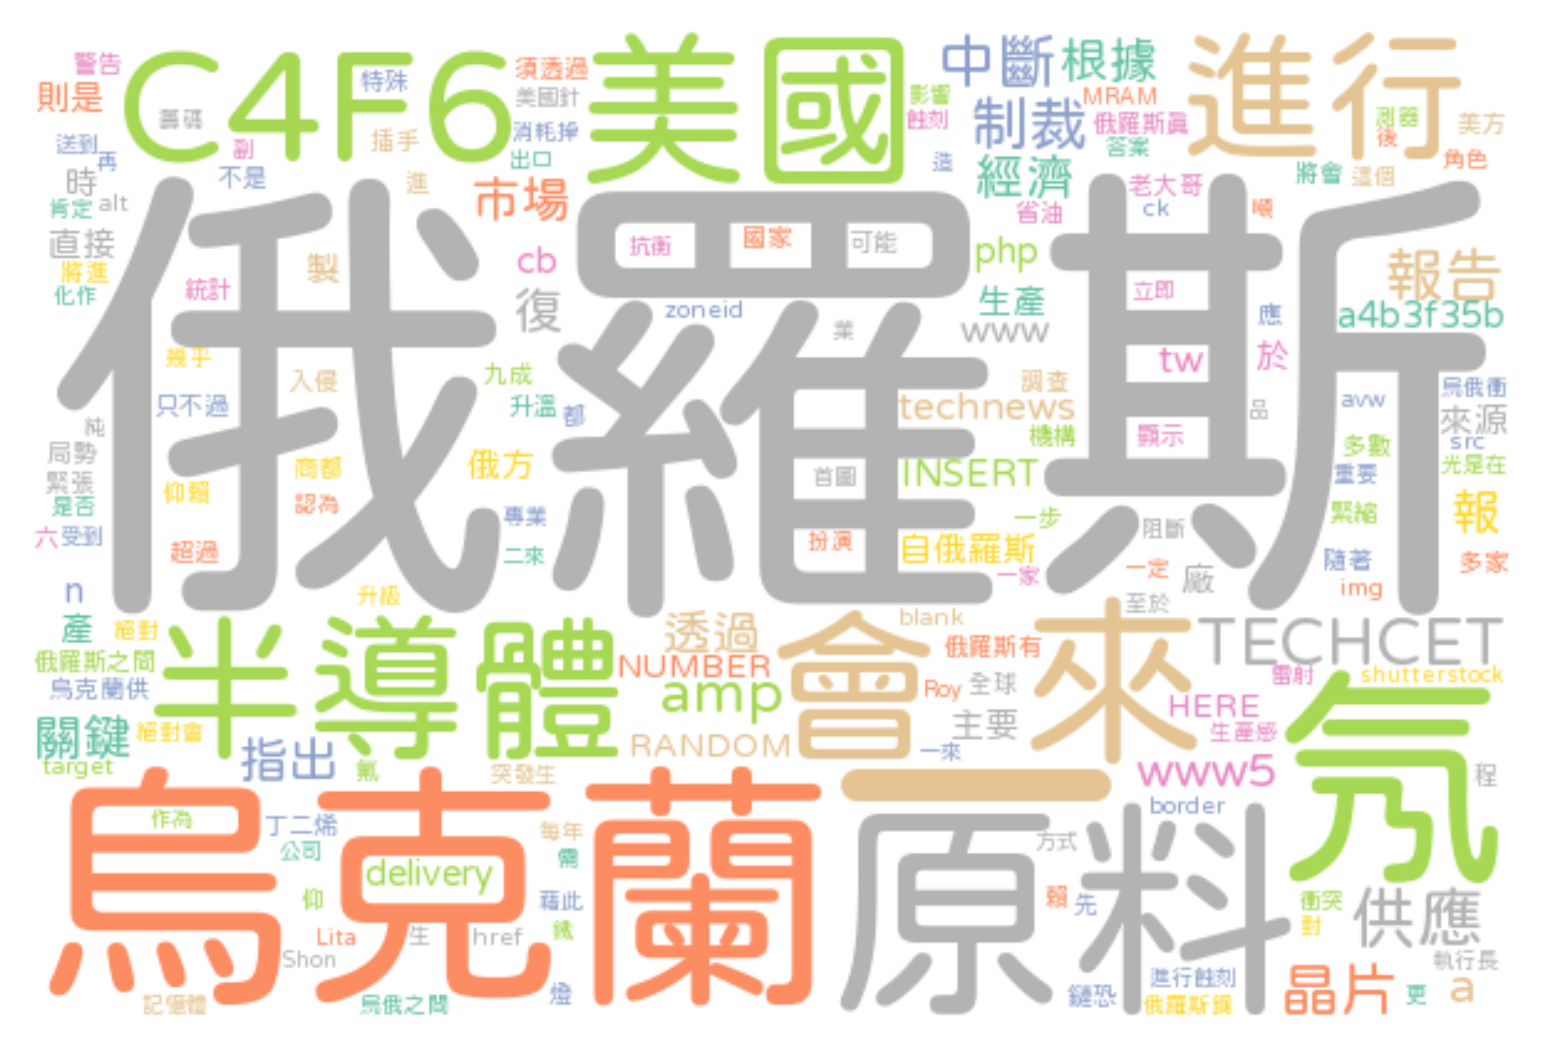 警告
C4F6
特殊
須透過
美國
中斷
根據
進行
則是
美國針
影響
MRAM
籌碼
插手
消耗掉
蝕刻
制裁
俄羅斯真
測器
美方
送到
副
出口
後
再
不是
造
經濟
答案
角色
時
進
市場
將會
這個
俄羅斯
老大哥
肯定
alt
省油
ck
嘴
直接
抗衡
國家
可能
php
將進
製
cb
報告
化作
統計
復
zoneid
生產
立即
應
a4b3f35b
業
www
幾乎
入侵
九成
tw
於
只不過
升溫
都
調查
烏俄衝
technews
avw
品
來源
純
機構
顯示
多數
src
局勢
商都
俄方
首圖
INSERT
光是在
緊張
仰賴
重要
是否
認為
專業
一步
緊縮
報
六
受到
超過
二來
扮演
自俄羅斯
阻斷
隨著
多家
n
升級
一家
一定
廠
img
至於
產
絕對
半導體
透過
會
blank
俄羅斯有
來
TECHCET
俄羅斯之間
NUMBER
Roy
全球
雷射
shutterstock
烏克蘭供
amp
HERE
氖
關鍵
絕對會
指出
RANDOM
主要
生產感
target
氟
突發生
一來
www5
程
烏克蘭
一
原料
border
作為
丁二烯
每年
公司
方式
delivery
需
仰
藉此
賴
先
衝突
供應
對
Lita
生
href
鐵
Shon
執行長
記憶體
烏俄之間
燈
進行蝕刻
鏈恐
俄羅斯鋼
晶片
更
a